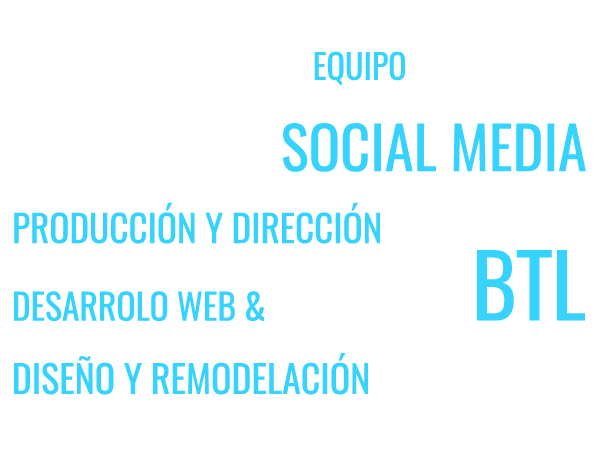 EQUIPO
SOCIAL MEDIA
PRODUCCIÓN Y DIRECCIÓN
BTL
DESARROLO WEB &
DISEÑO Y REMODELACIÓN